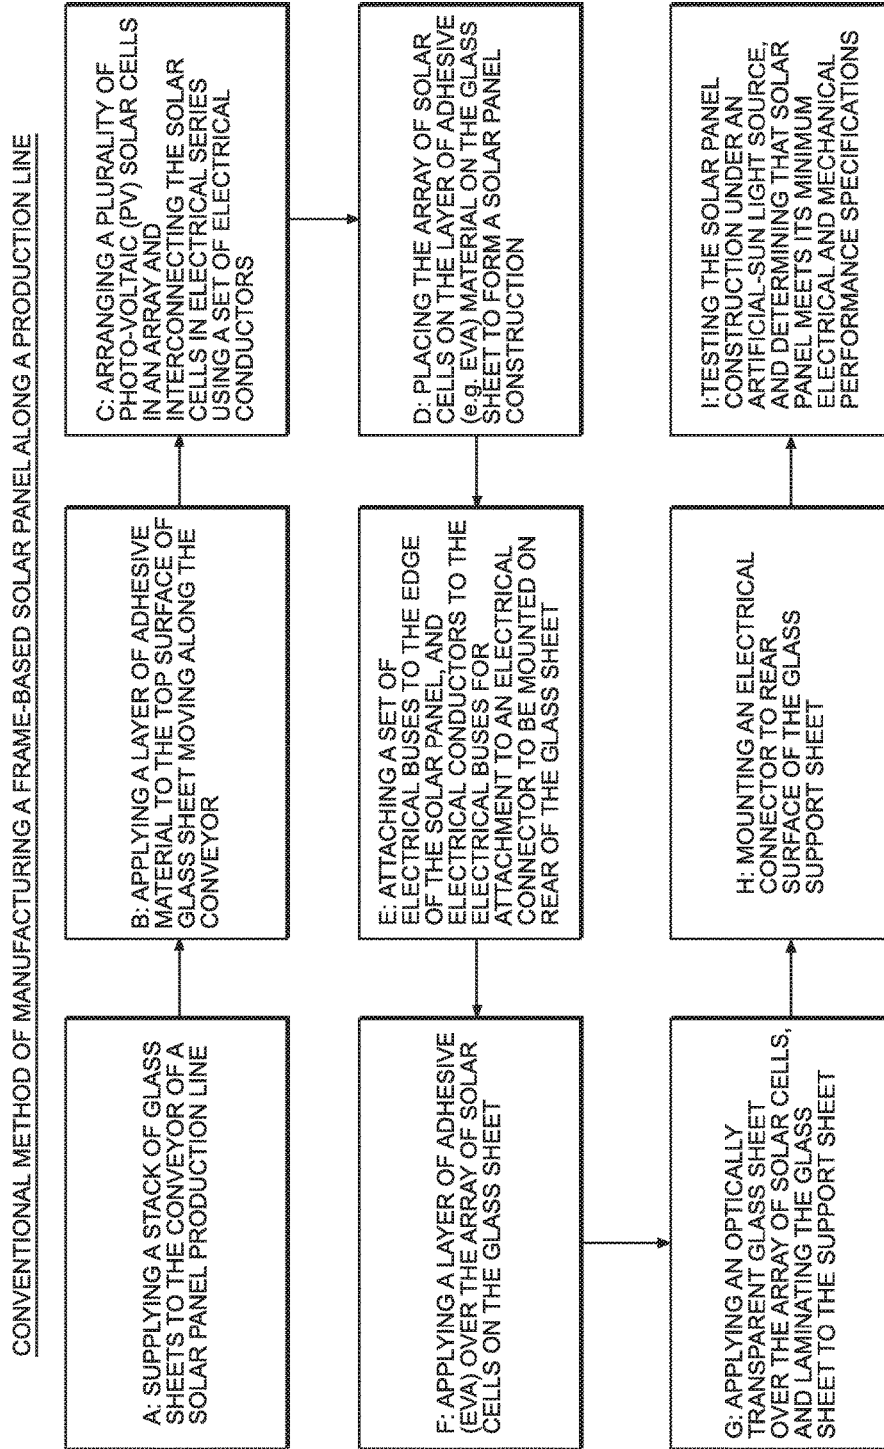 CONVENTIONAL METHOD OF MANUFACTURING A FRAME-BASED SOLAR PANEL ALONG A PRODUCTION LINE
A: SUPPLYING A STACK OF GLASS
SHEETS TO THE CONVEYOR OF A
SOLAR PANEL PRODUCTION LINE
B: APPLYING A LAYER OF ADHESIVE
MATERIAL TO THE TOP SURFACE OF
GLASS SHEET MOVING ALONG THE
CONVEYOR
C: ARRANGING A PLURALITY OF
PHOTO-VOLTAIC (PV) SOLAR CELLS
IN AN ARRAY AND
INTERCONNECTING THE SOLAR
CELLS IN ELECTRICAL SERIES
USING A SET OF ELECTRICAL
CONDUCTORS
D: PLACING THE ARRAY OF SOLAR
CELLS ON THE LAYER OF ADHESIVE
(e.g. EVA) MATERIAL ON THE GLASS
SHEET TO FORM A SOLAR PANEL
CONSTRUCTION
E: ATTACHING A SET OF
ELECTRICAL BUSES TO THE EDGE
OF THE SOLAR PANEL, AND
ELECTRICAL CONDUCTORS TO THE
ELECTRICAL BUSES FOR
ATTACHMENT TO AN ELECTRICAL
CONNECTOR TO BE MOUNTED ON
REAR OF THE GLASS SHEET
F: APPLYING A LAYER OF ADHESIVE
(EVA) OVER THE ARRAY OF SOLAR
CELLS ON THE GLASS SHEET
G: APPLYING AN OPTICALLY
TRANSPARENT GLASS SHEET
OVER THE ARRAY OF SOLAR CELLS,
AND LAMINATING THE GLASS
SHEET TO THE SUPPORT SHEET
H: MOUNTING AN ELECTRICAL
CONNECTOR TO REAR
SURFACE OF THE GLASS
SUPPORT SHEET
I:TESTING THE SOLAR PANEL
CONSTRUCTION UNDER AN
ARTIFICIAL-SUN LIGHT SOURCE,
AND DETERMINING THAT SOLAR
PANEL MEETS ITS MINIMUM
ELECTRICAL AND MECHANICAL
PERFORMANCE SPECIFICATIONS